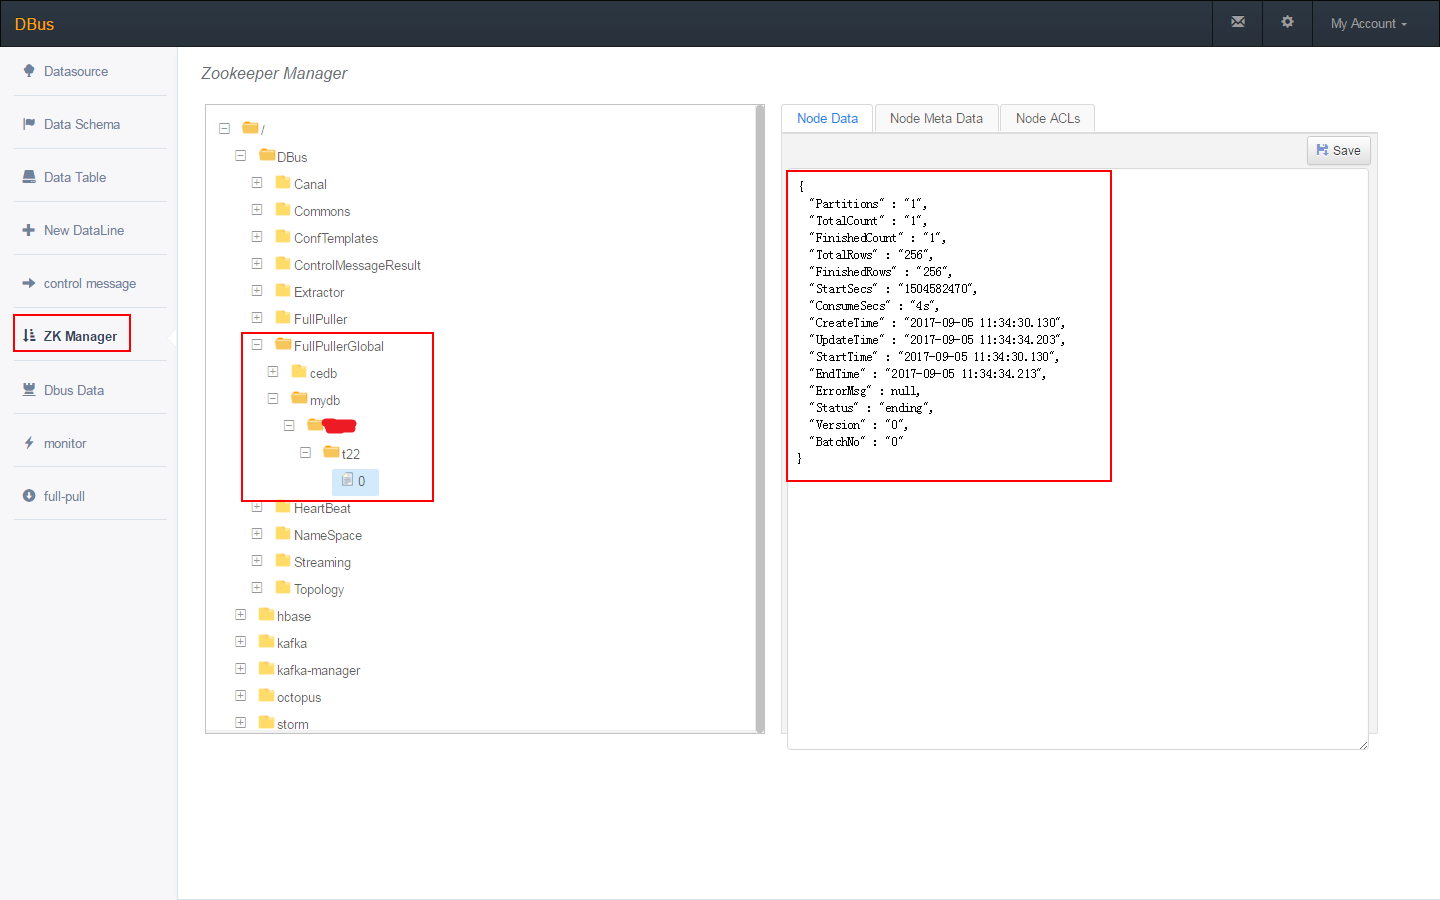 DBus
My Account
Datasource
Data Schema
Data Table
New DataLine
control message
ZK Manager
Dbus Data
monitor
full-pull
Zookeeper Manager
/
DBus
Canal
Commons
ConfTemplates
ControlMessageResult
Extractor
FullPuller
FullPullerGlobal
cedb
mydb
t22
0
HeartBeat
NameSpace
Streaming
Topology
hbase
kafka
kafka-manager
octopus
storm
Node Data
Node Meta Data
Node ACLs
Save
{
"Partitions" : "1",
"TotalCount" : "1",
"FinishedCount" : "1",
"TotalRows" : "256",
"FinishedRows" : "256",
"StartSecs" : "1504582470",
"ConsumeSecs" : "4s",
"CreateTime" : "2017-09-05 11:34:30.130",
"UpdateTime" : "2017-09-05 11:34:34.203",
"StartTime" : "2017-09-05 11:34:30.130",
"EndTime" : "2017-09-05 11:34:34.213",
"ErrorMsg" : null,
"Status" : "ending",
"Version" : "0",
"BatchNo" : "0"
}